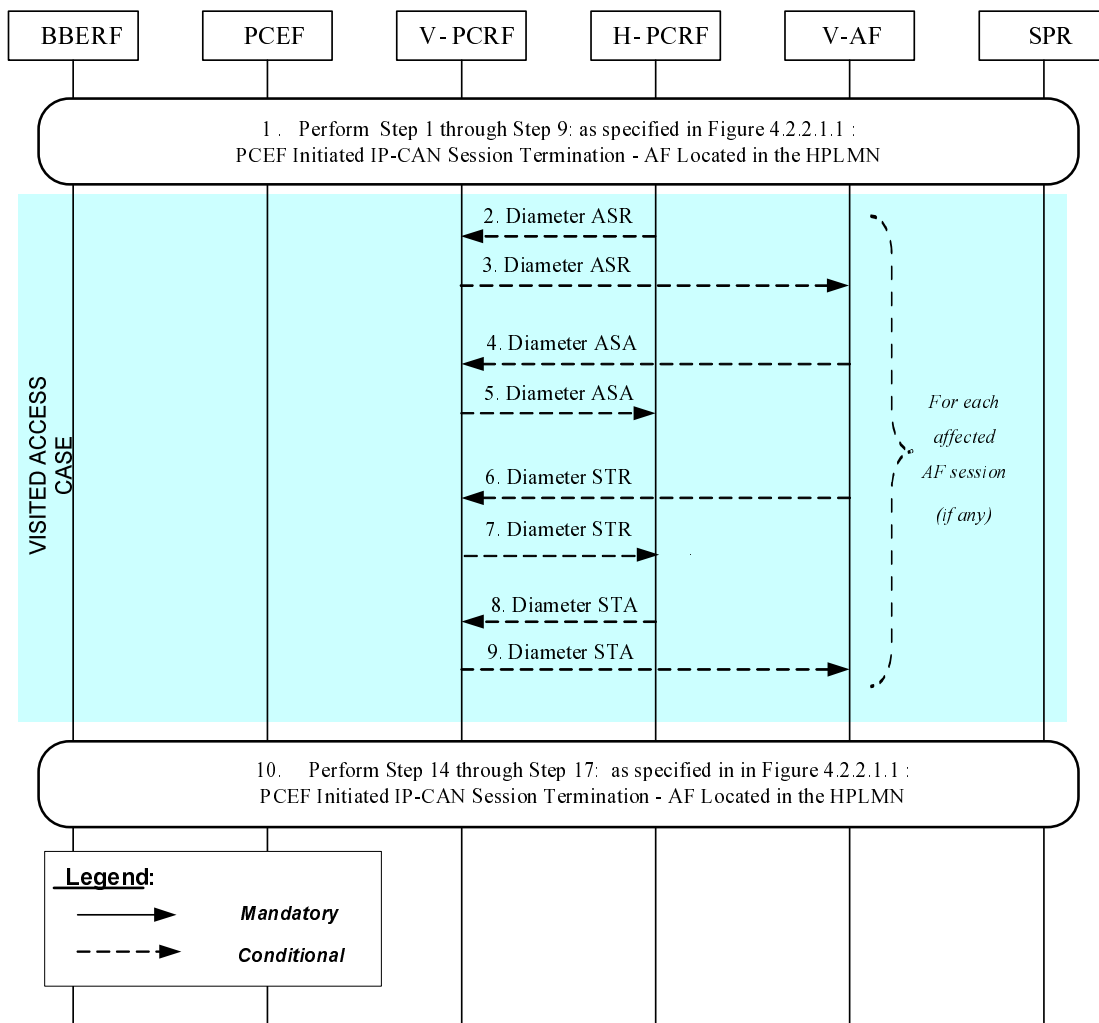 BBERF
PCEF
V- PCRF
H- PCRF
V-AF
SPR
1 . Perform Step 1 through Step 9: as specified in Figure 4.2.2.1.1 :
PCEF Initiated IP-CAN Session Termination - AF Located in the HPLMN
2. Diameter ASR
3. Diameter ASR
4. Diameter ASA
5. Diameter ASA
6. Diameter STR
7. Diameter STR
8. Diameter STA
9. Diameter STA
VISITED ACCESS
CASE
For each
affected
AF session
(if any)
10. Perform Step 14 through Step 17: as specified in in Figure 4.2.2.1.1 :
PCEF Initiated IP-CAN Session Termination - AF Located in the HPLMN
Legend:
Mandatory
Conditional